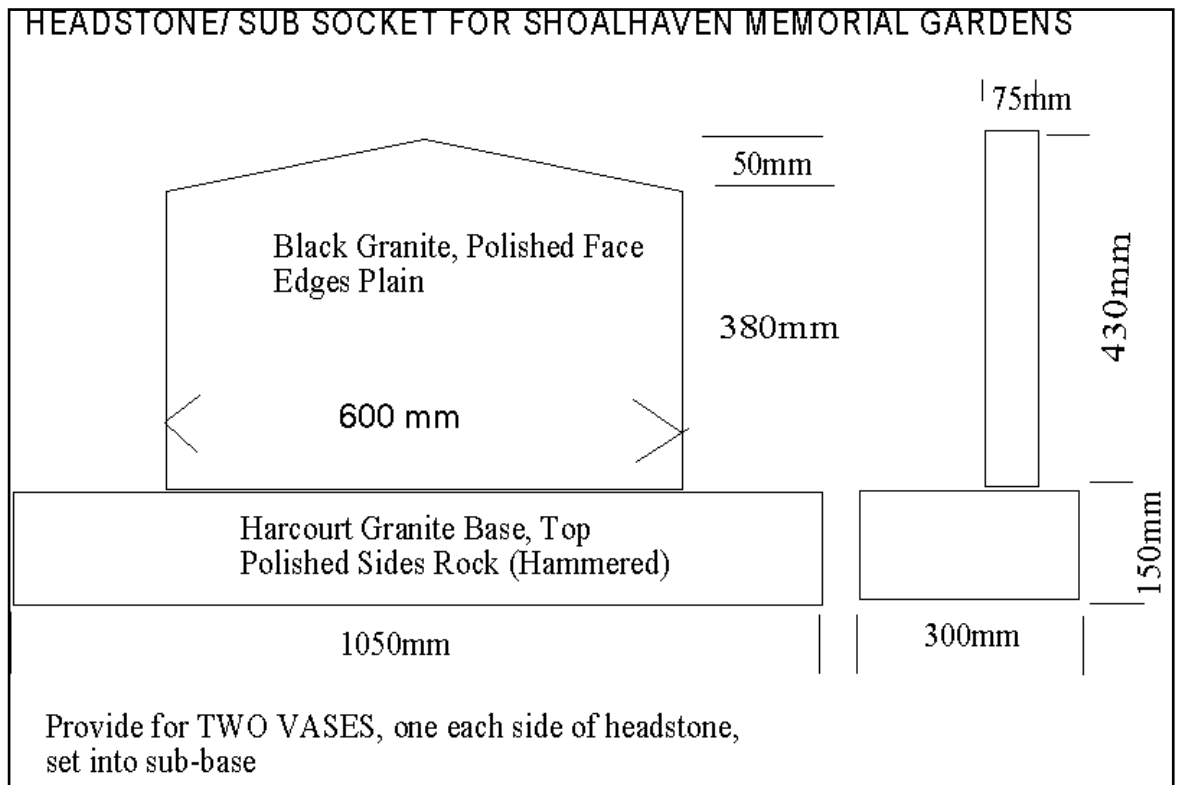 HEADSTONE/ SUB SOCKET FOR SHOALHAVEN MEMORIAL GARDENS
75mm
50mm
Black Granite, Polished Face
Edges Plain
380mm
430mm
600 mm
Harcourt Granite Base, Top
Polished Sides Rock (Hammered)
150mm
1050mm
300mm
Provide for TWO VASES, one each side of headstone,
set into sub-base